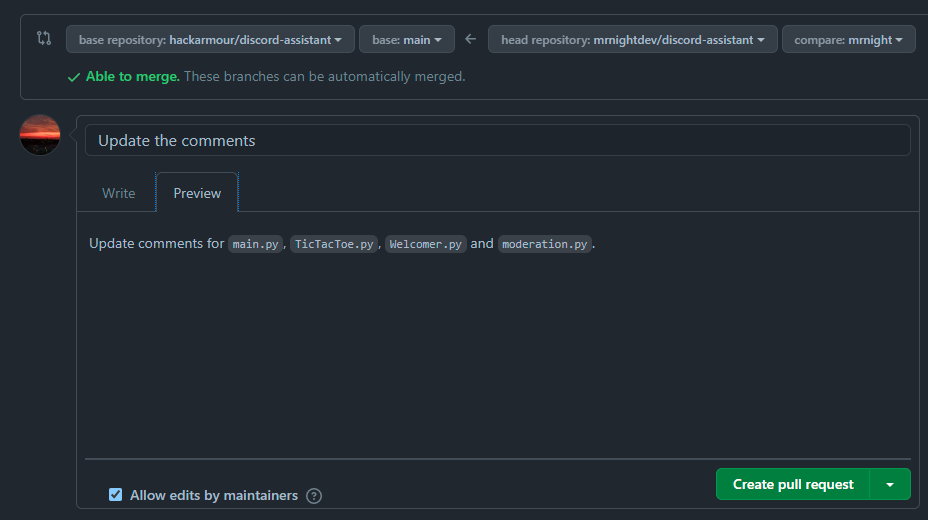 base repository: hackarmour/discord-assistant base: main head repository: mrnightdev/discord-assistant compare: mrnight
Able to merge. These branches can be automatically merged.
Update the comments
Write Preview
Update comments for main.py, TicTacToe.py, Welcomer.py and moderation.py.
Allow edits by maintainers ? Create pull request